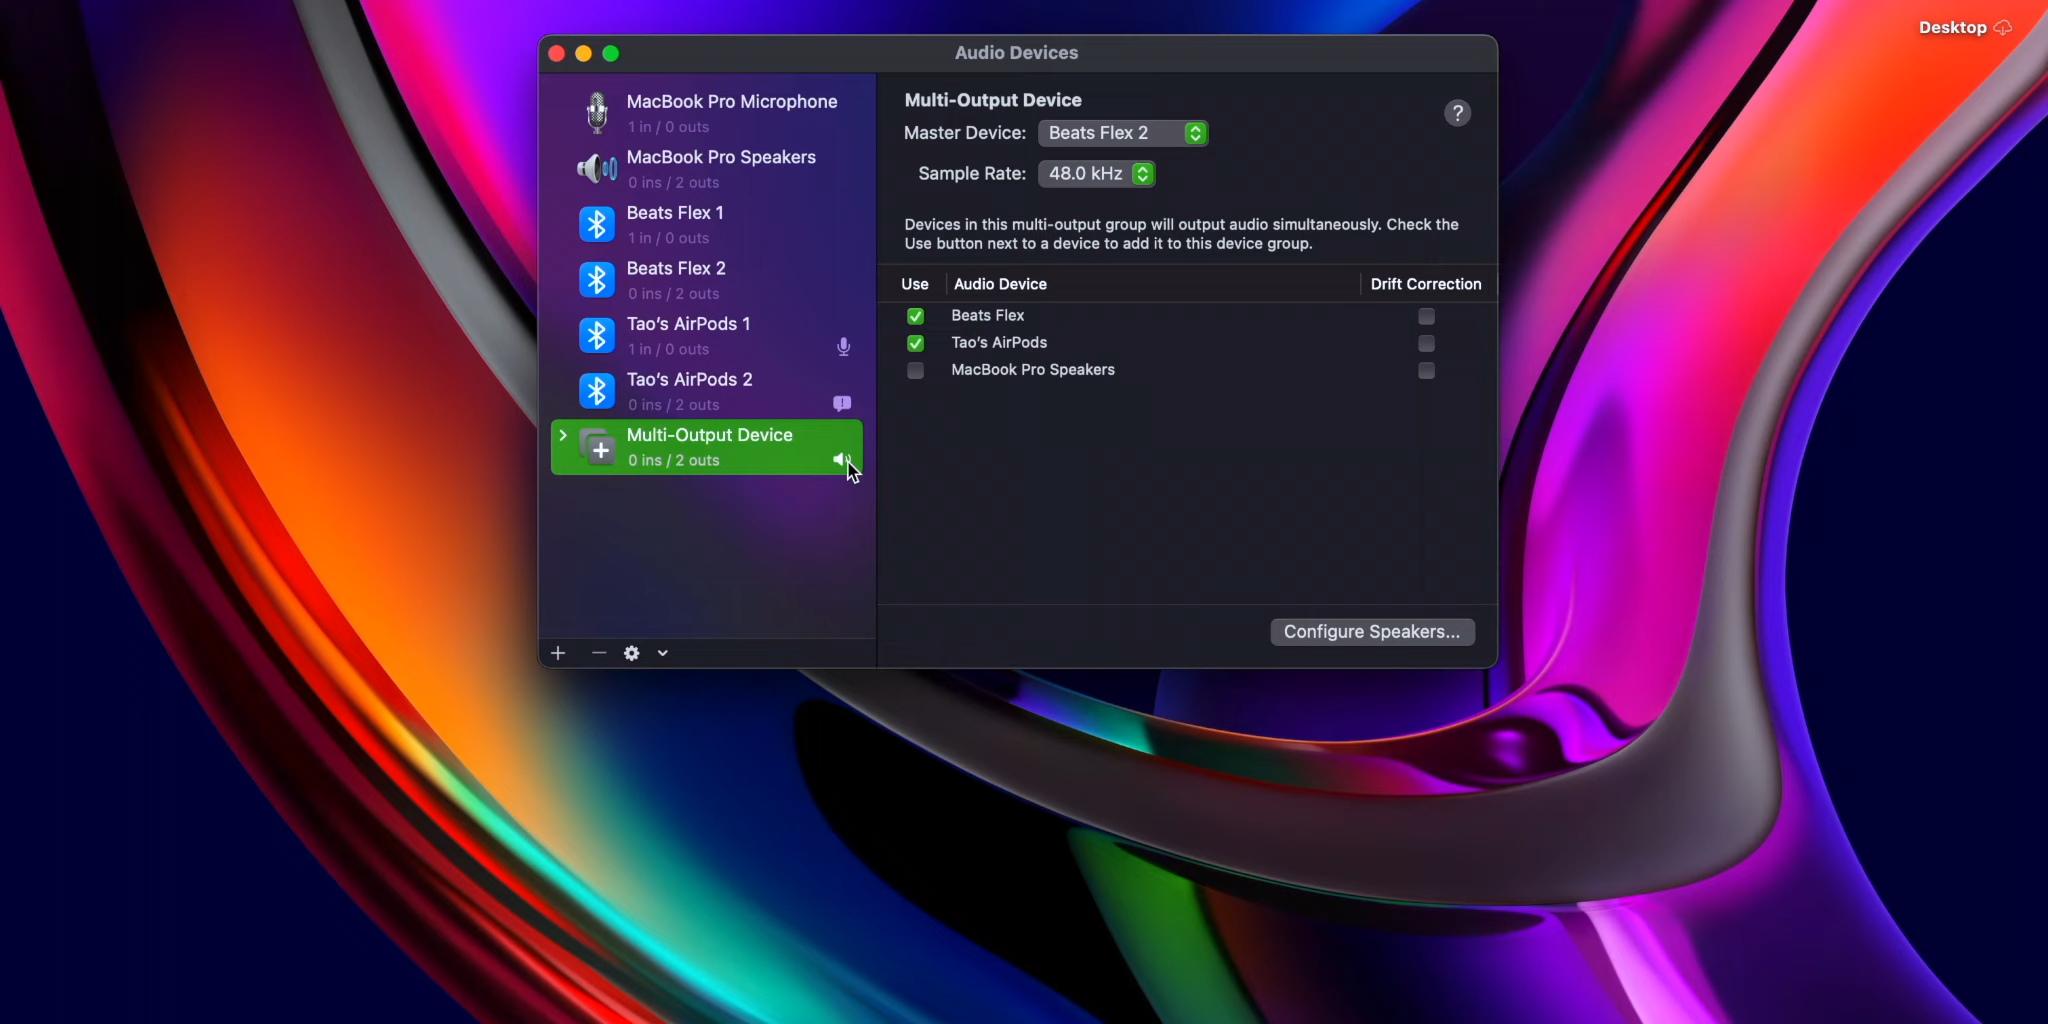 Desktop
Audio Devices
MacBook Pro Microphone
1 in / 0 outs
MacBook Pro Speakers
0 ins / 2 outs
Beats Flex 1
1 in / 0 outs
Beats Flex 2
0 ins / 2 outs
Tao’s AirPods 1
1 in / 0 outs
Tao’s AirPods 2
0 ins / 2 outs
Multi-Output Device
0 ins / 2 outs
Multi-Output Device
?
Master Device: Beats Flex 2
Sample Rate: 48.0 kHz
Devices in this multi-output group will output audio simultaneously. Check the
Use button next to a device to add it to this device group.
Use Audio Device Drift Correction
Beats Flex
Tao’s AirPods
MacBook Pro Speakers
Configure Speakers...